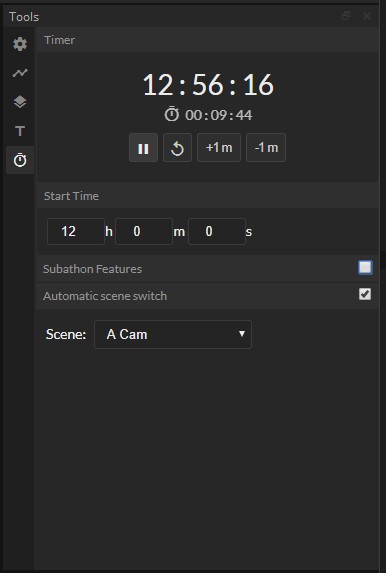 Tools
Timer
12:56:16
00:09:44
+1 m
-1 m
Start Time
12 h 0 m 0 s
Subathon Features
Automatic scene switch
Scene: A Cam
T